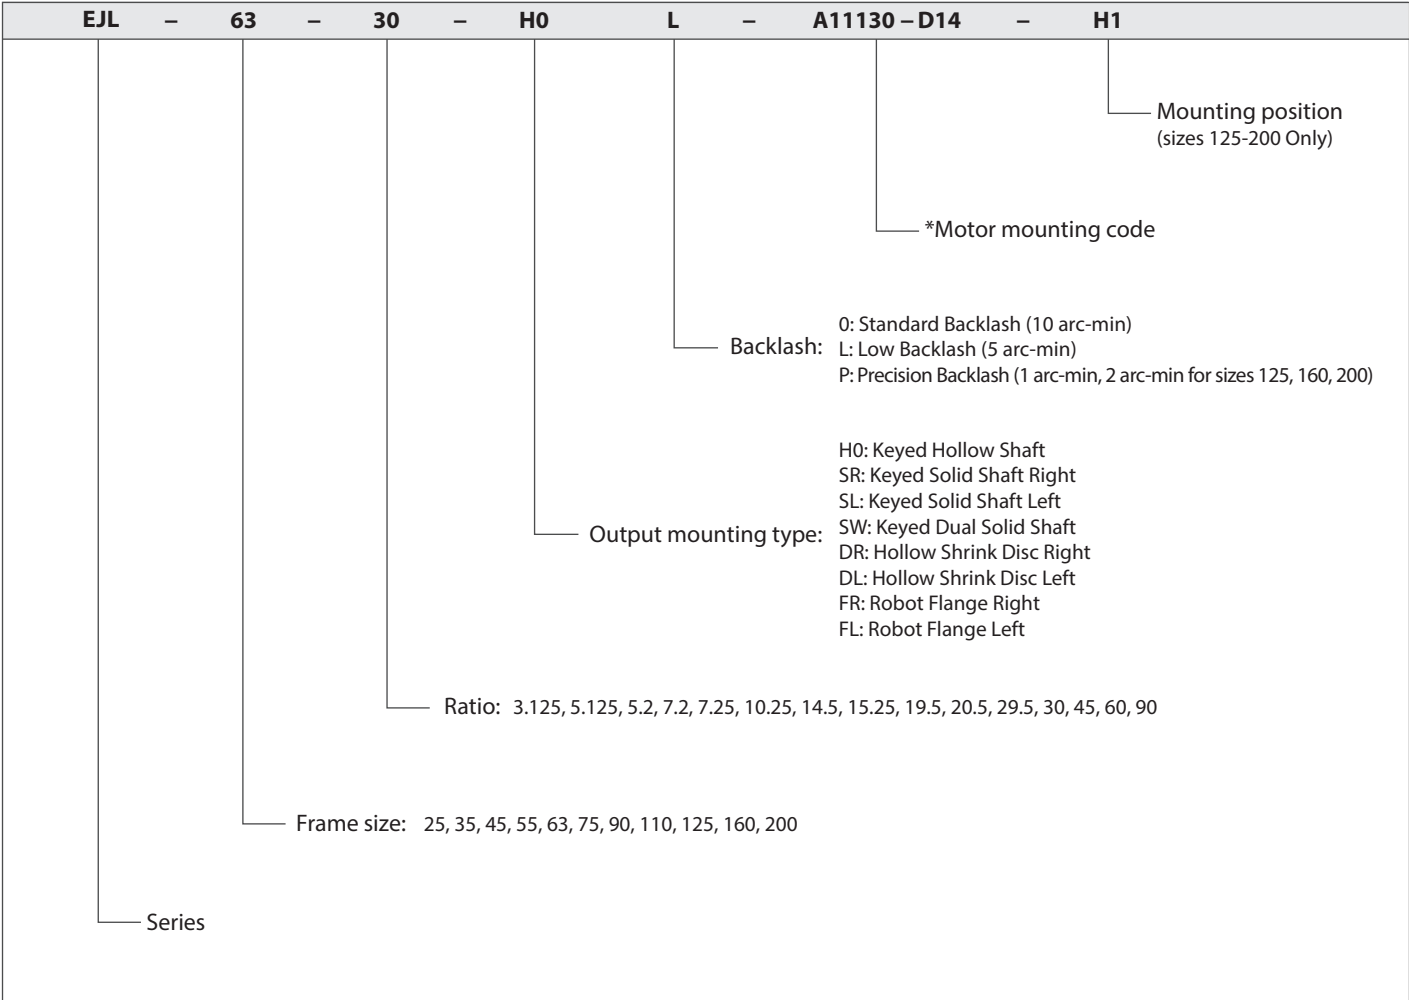 EJL – 63 – 30 – H0 L – A11130 – D14 – H1
Mounting position
(sizes 125-200 Only)
*Motor mounting code
Backlash:
0: Standard Backlash (10 arc-min)
L: Low Backlash (5 arc-min)
P: Precision Backlash (1 arc-min, 2 arc-min for sizes 125, 160, 200)
Output mounting type:
H0: Keyed Hollow Shaft
SR: Keyed Solid Shaft Right
SL: Keyed Solid Shaft Left
SW: Keyed Dual Solid Shaft
DR: Hollow Shrink Disc Right
DL: Hollow Shrink Disc Left
FR: Robot Flange Right
FL: Robot Flange Left
Ratio: 3.125, 5.125, 5.2, 7.2, 7.25, 10.25, 14.5, 15.25, 19.5, 20.5, 29.5, 30, 45, 60, 90
Frame size: 25, 35, 45, 55, 63, 75, 90, 110, 125, 160, 200
Series